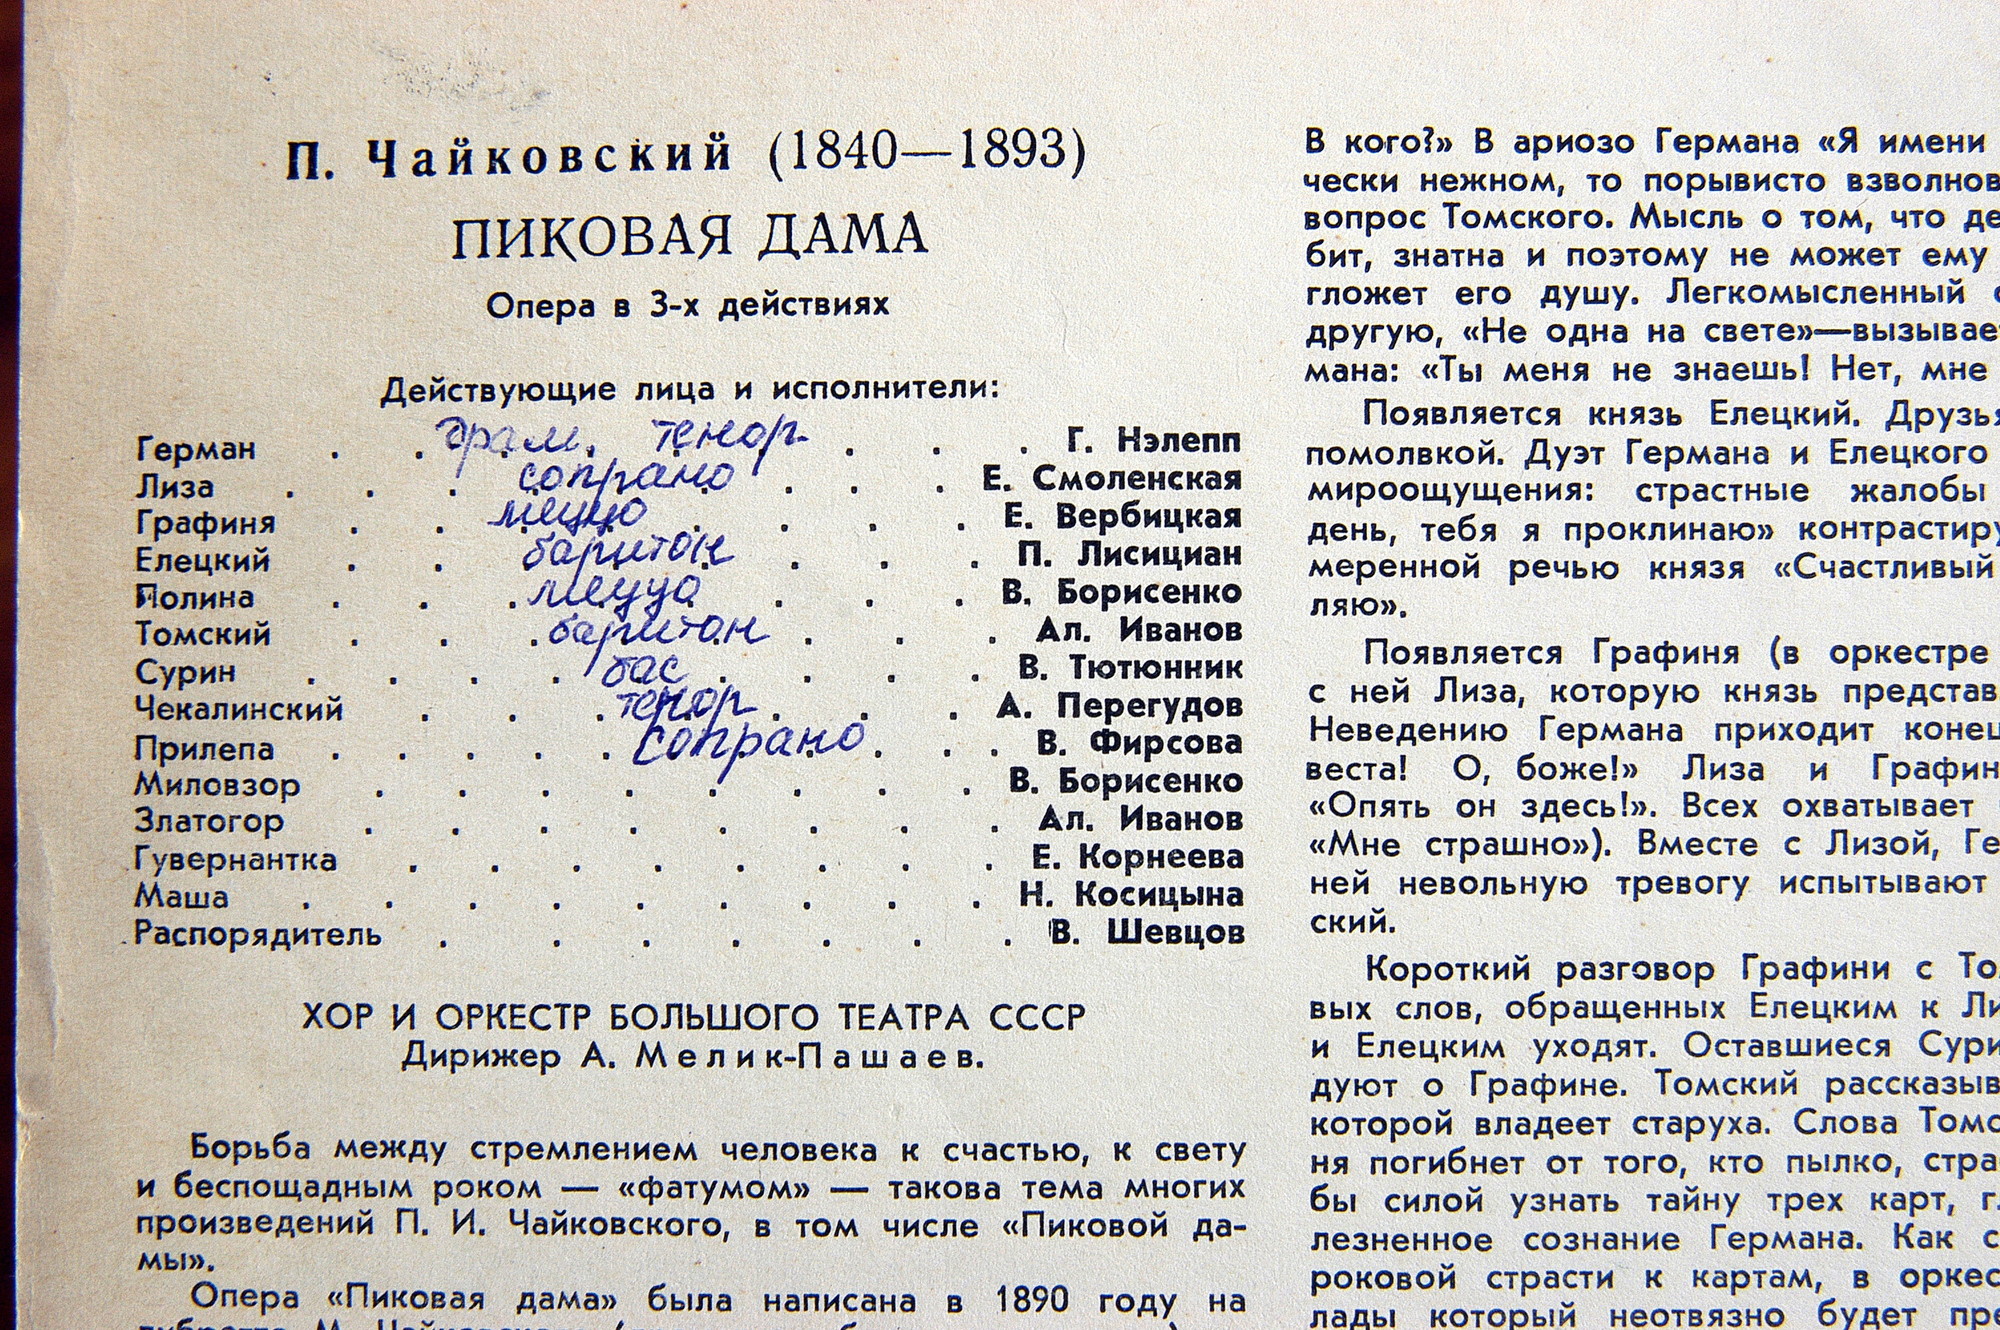 П. Чайковский (1840—1893)
ПИКОВАЯ ДАМА
Опера в 3-х действиях
Действующие лица и исполнители:
Герман . . драм. тенор . . . Г. Нэлепп
Лиза . . . сопрано . . . Е. Смоленская
Графиня . . меццо . . . . Е. Вербицкая
Елецкий . . баритон . . . П. Лисициан
Полина . . . меццо . . . В. Борисенко
Томский . . . баритон . . . Ал. Иванов
Сурин . . . . бас . . . . В. Тютюнник
Чекалинский . . . тенор . . . А. Перегудов
Прилепа . . . . сопрано . . . В. Фирсова
Миловзор . . . . . . . . В. Борисенко
Златогор . . . . . . . . Ал. Иванов
Гувернантка . . . . . . . . Е. Корнеева
Маша . . . . . . . . . Н. Косицына
Распорядитель . . . . . . . В. Шевцов
ХОР И ОРКЕСТР БОЛЬШОГО ТЕАТРА СССР
Дирижер А. Мелик-Пашаев.
Борьба между стремлением человека к счастью, к свету
и беспощадным роком — «фатумом» — такова тема многих
произведений П. И. Чайковского, в том числе «Пиковой да-
мы».
Опера «Пиковая дама» была написана в 1890 году на
В кого?» В ариозо Германа «Я имени
чески нежном, то порывисто взволнов
вопрос Томского. Мысль о том, что де
бит, знатна и поэтому не может ему
гложет его душу. Легкомысленный
другую, «Не одна на свете»—вызывае
мана: «Ты меня не знаешь! Нет, мне
Появляется князь Елецкий. Друзья
помолвкой. Дуэт Германа и Елецкого
мироощущения: страстные жалобы
день, тебя я проклинаю» контрастиру
меренной речью князя «Счастливый
ляю».
Появляется Графиня (в оркестре
с ней Лиза, которую князь представ
Неведению Германа приходит конец
веста! О, боже!» Лиза и Графин
«Опять он здесь!». Всех охватывает
«Мне страшно»). Вместе с Лизой, Ге
ней невольную тревогу испытывают
ский.
Короткий разговор Графини с То
вых слов, обращенных Елецким к Ли
и Елецким уходят. Оставшиеся Сури
дуют о Графине. Томский рассказыв
которой владеет старуха. Слова Томс
ня погибнет от того, кто пылко, стра
бы силой узнать тайну трех карт, г
лезненное сознание Германа. Как с
роковой страсти к картам, в оркес
лады который неотвязно будет пре